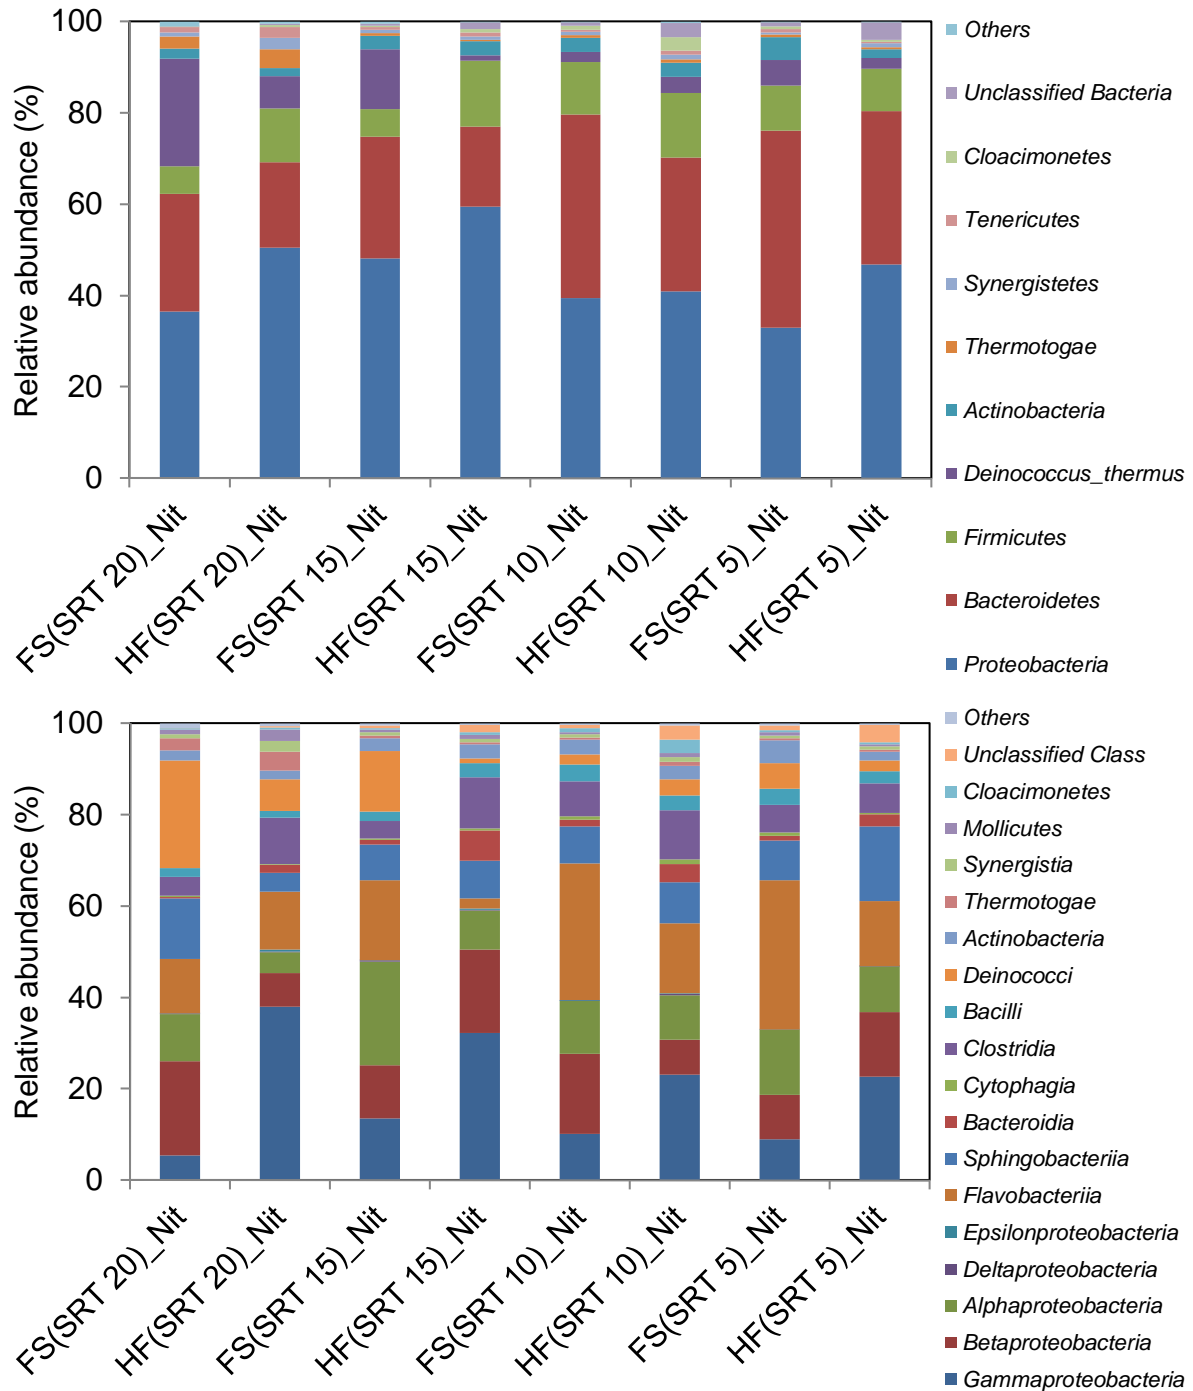 Relative abundance (%)
100
80
60
40
20
0
FS(SRT 20)_Nit
HF(SRT 20)_Nit
FS(SRT 15)_Nit
HF(SRT 15)_Nit
FS(SRT 10)_Nit
HF(SRT 10)_Nit
FS(SRT 5)_Nit
HF(SRT 5)_Nit
Others
Unclassified Bacteria
Cloacimonetes
Tenericutes
Synergistetes
Thermotogae
Actinobacteria
Deinococcus_thermus
Firmicutes
Bacteroidetes
Proteobacteria
Relative abundance (%)
100
80
60
40
20
0
FS(SRT 20)_Nit
HF(SRT 20)_Nit
FS(SRT 15)_Nit
HF(SRT 15)_Nit
FS(SRT 10)_Nit
HF(SRT 10)_Nit
FS(SRT 5)_Nit
HF(SRT 5)_Nit
Others
Unclassified Class
Cloacimonetes
Mollicutes
Synergistia
Thermotogae
Actinobacteria
Deinococci
Bacilli
Clostridia
Cytophagia
Bacteroidia
Sphingobacteriia
Flavobacteriia
Epsilonproteobacteria
Deltaproteobacteria
Alphaproteobacteria
Betaproteobacteria
Gammaproteobacteria